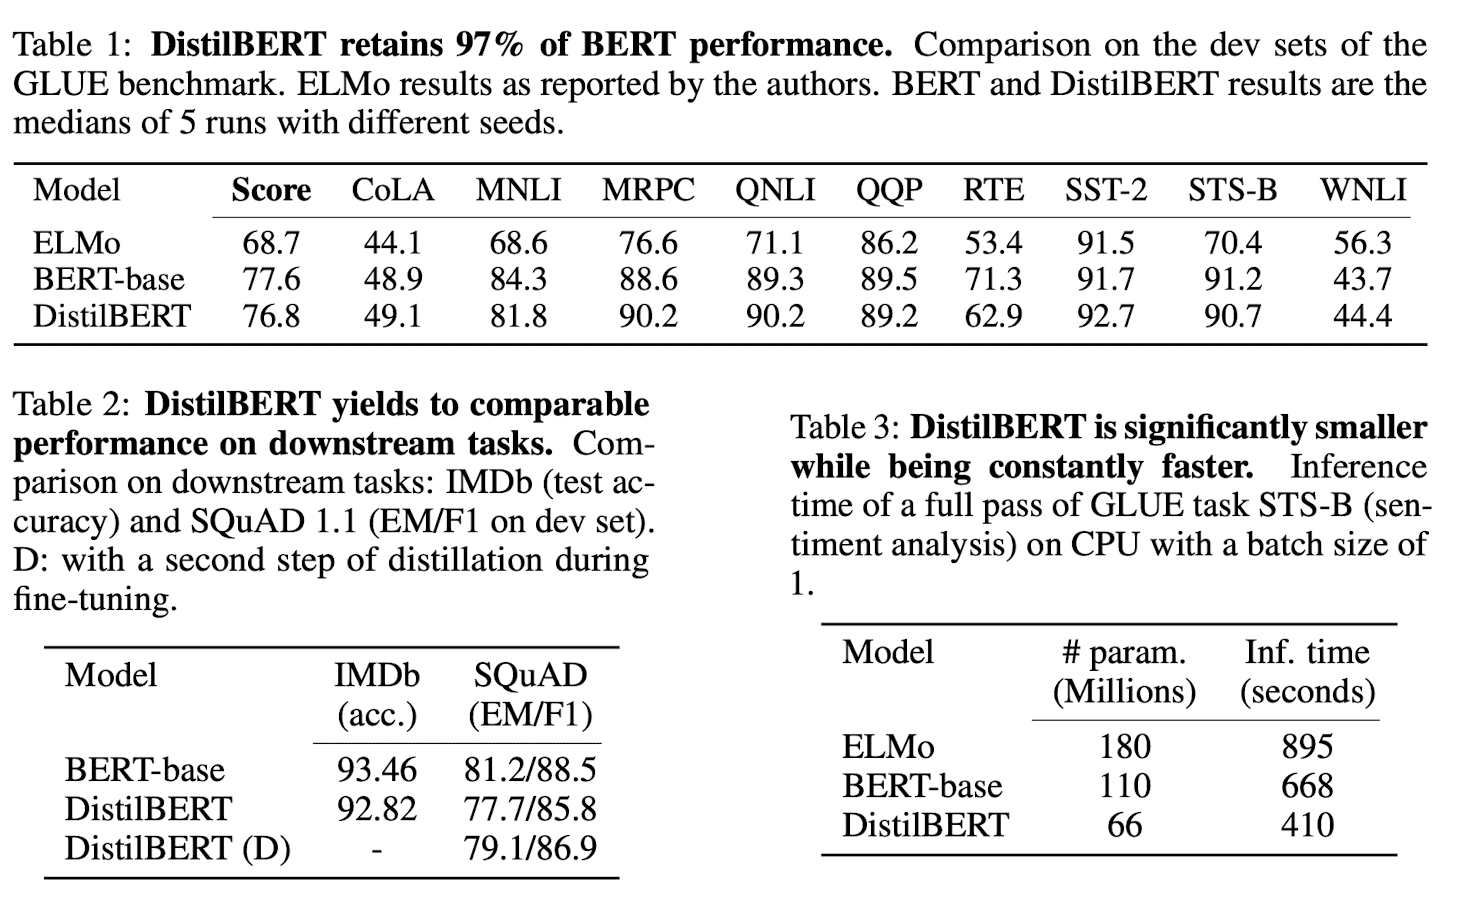 Table 1: DistilBERT retains 97% of BERT performance. Comparison on the dev sets of the
GLUE benchmark. ELMo results as reported by the authors. BERT and DistilBERT results are the
medians of 5 runs with different seeds.
Model Score CoLA MNLI MRPC QNLI QQP RTE SST-2 STS-B WNLI
ELMo 68.7 44.1 68.6 76.6 71.1 86.2 53.4 91.5 70.4 56.3
BERT-base 77.6 48.9 84.3 88.6 89.3 89.5 71.3 91.7 91.2 43.7
DistilBERT 76.8 49.1 81.8 90.2 90.2 89.2 62.9 92.7 90.7 44.4
Table 2: DistilBERT yields to comparable
performance on downstream tasks. Com-
parison on downstream tasks: IMDb (test ac-
curacy) and SQuAD 1.1 (EM/F1 on dev set).
D: with a second step of distillation during
fine-tuning.
Model IMDb SQuAD
(acc.) (EM/F1)
BERT-base 93.46 81.2/88.5
DistilBERT 92.82 77.7/85.8
DistilBERT (D) - 79.1/86.9
Table 3: DistilBERT is significantly smaller
while being constantly faster. Inference
time of a full pass of GLUE task STS-B (sen-
timent analysis) on CPU with a batch size of
1.
Model # param. Inf. time
(Millions) (seconds)
ELMo 180 895
BERT-base 110 668
DistilBERT 66 410